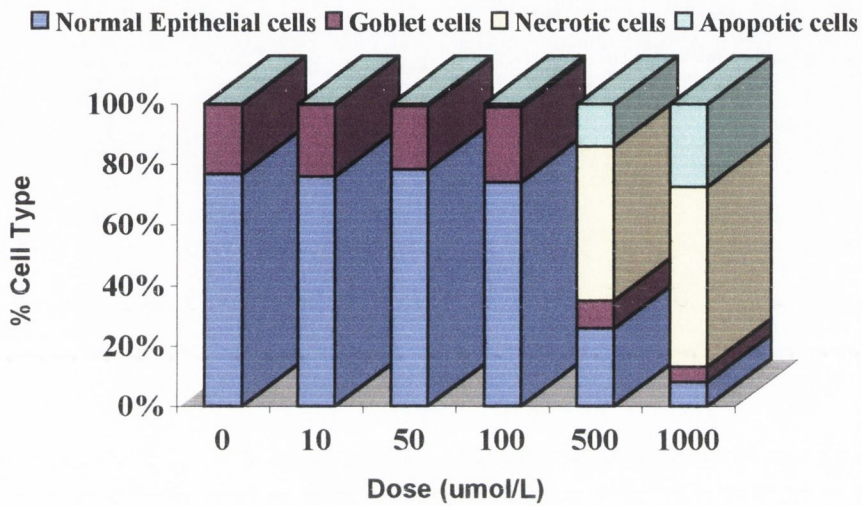 Normal Epithelial cells Goblet cells Necrotic cells Apopotic cells
100%
80%
60%
40%
20%
0%
% Cell Type
0 10 50 100 500 1000
Dose (umol/L)